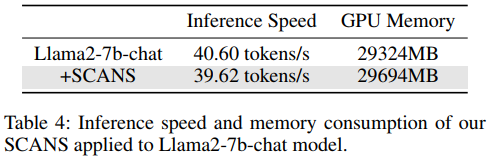 Inference Speed GPU Memory
Llama2-7b-chat 40.60 tokens/s 29324MB
+SCANS 39.62 tokens/s 29694MB
Table 4: Inference speed and memory consumption of our
SCANS applied to Llama2-7b-chat model.